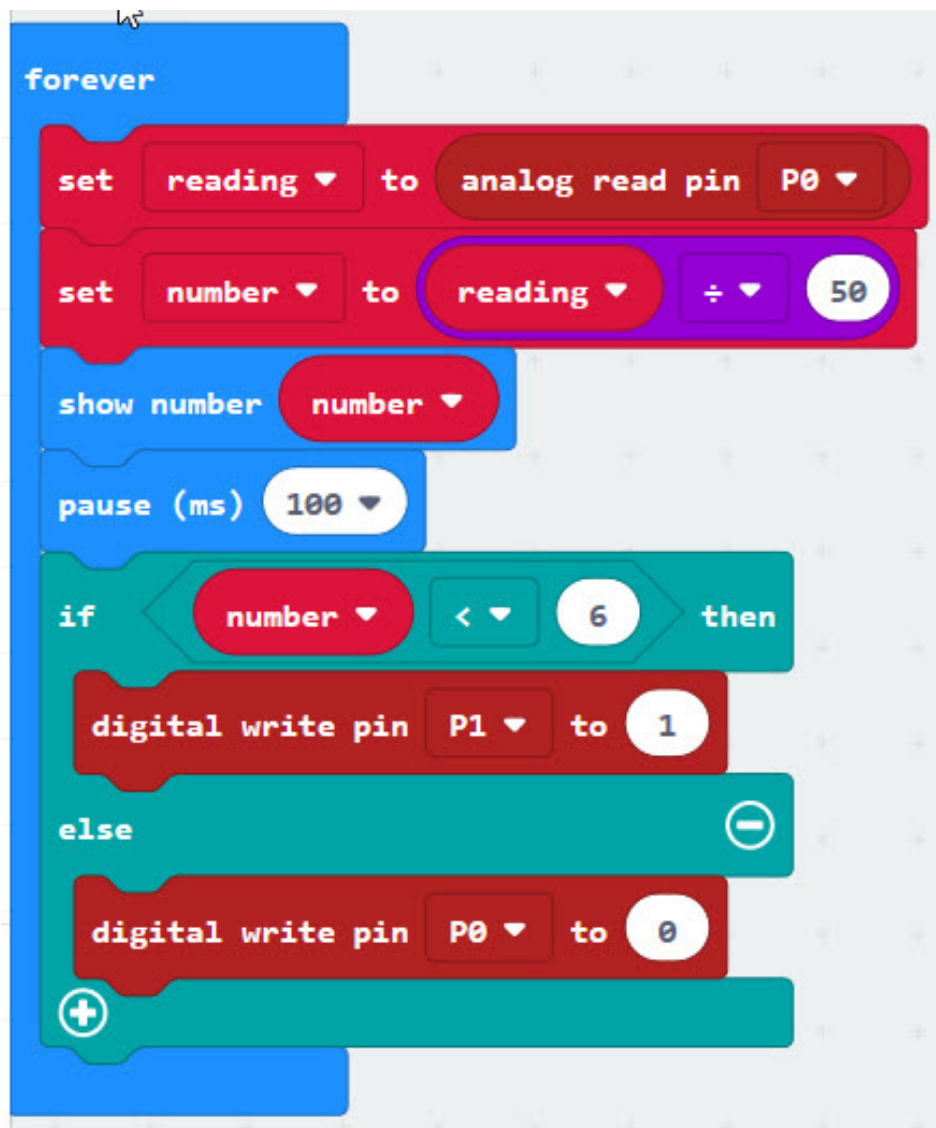 forever
set reading to analog read pin P0
set number to reading ÷ 50
show number number
pause (ms) 100
if number < 6 then
digital write pin P1 to 1
else
digital write pin P0 to 0